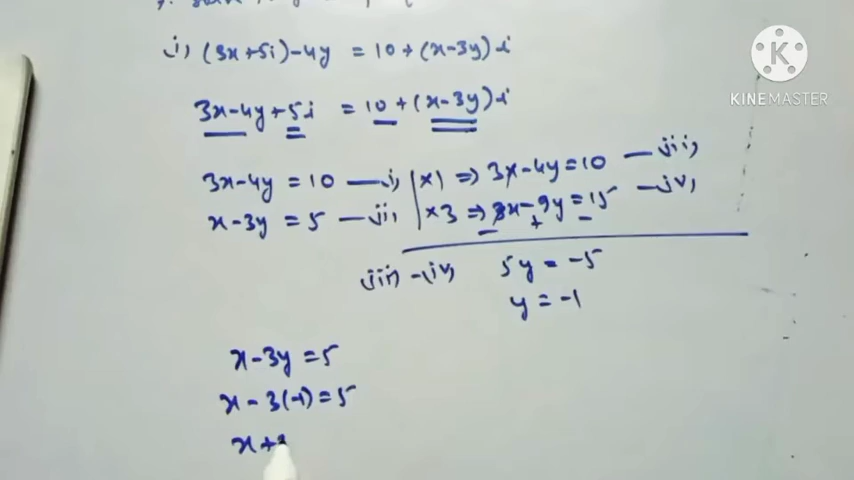 i) (3x+5i)-4y = 10+(x-3y)i
KINEMASTER
3x-4y+5i = 10+(x-3y)i
3x-4y = 10 — i) | ×1 ⇒ 3x-4y=10 — iii)
x-3y = 5 — ii) | ×3 ⇒ 3x-9y=15 — iv)
- + -
iii) - iv) 5y = -5
y = -1
x-3y = 5
x-3(-1) = 5
x+3